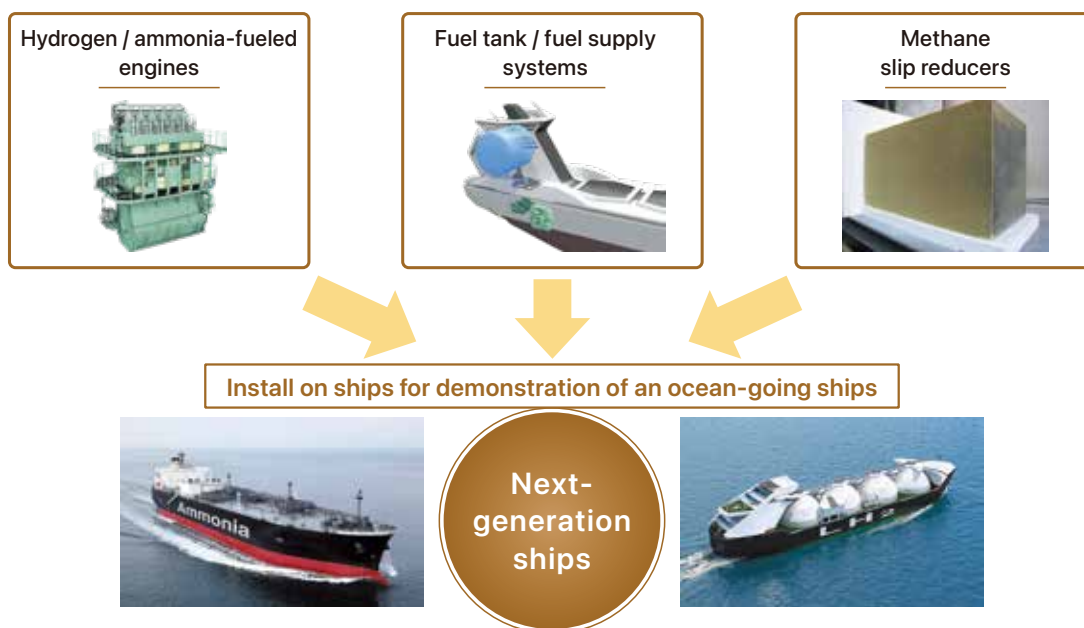 Hydrogen / ammonia-fueled
engines
Fuel tank / fuel supply
systems
Methane
slip reducers
Install on ships for demonstration of an ocean-going ships
Ammonia
Next-
generation
ships